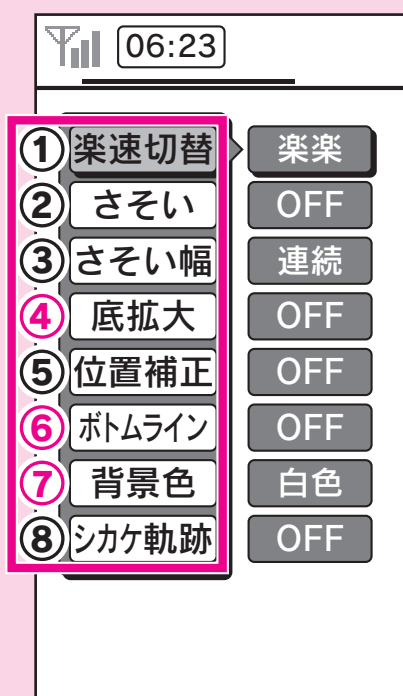 06:23
①楽速切替 楽楽
②さそい OFF
③さそい幅 連続
④底拡大 OFF
⑤位置補正 OFF
⑥ボトムライン OFF
⑦背景色 白色
⑧シカケ軌跡 OFF